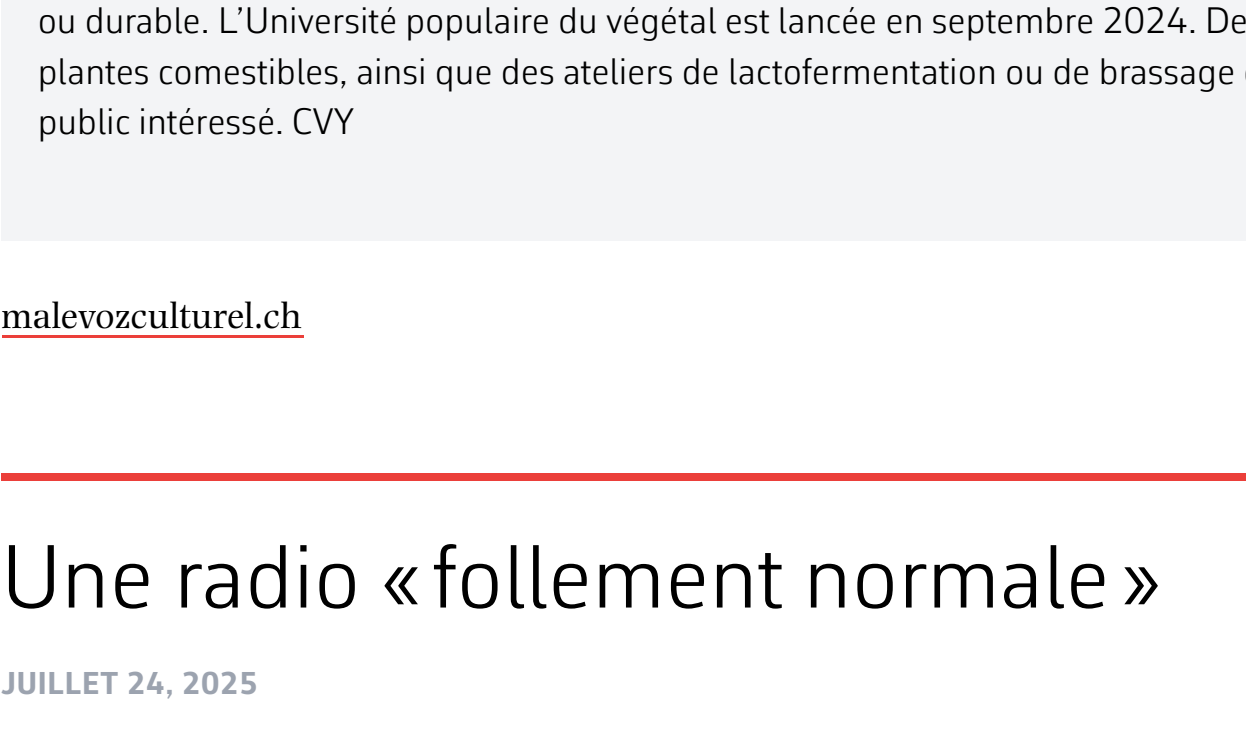 ou durable. L’Université populaire du végétal est lancée en septembre 2024. De
plantes comestibles, ainsi que des ateliers de lactofermentation ou de brassage
public intéressé. CVY
malevozculturel.ch
Une radio « follement normale »
JUILLET 24, 2025